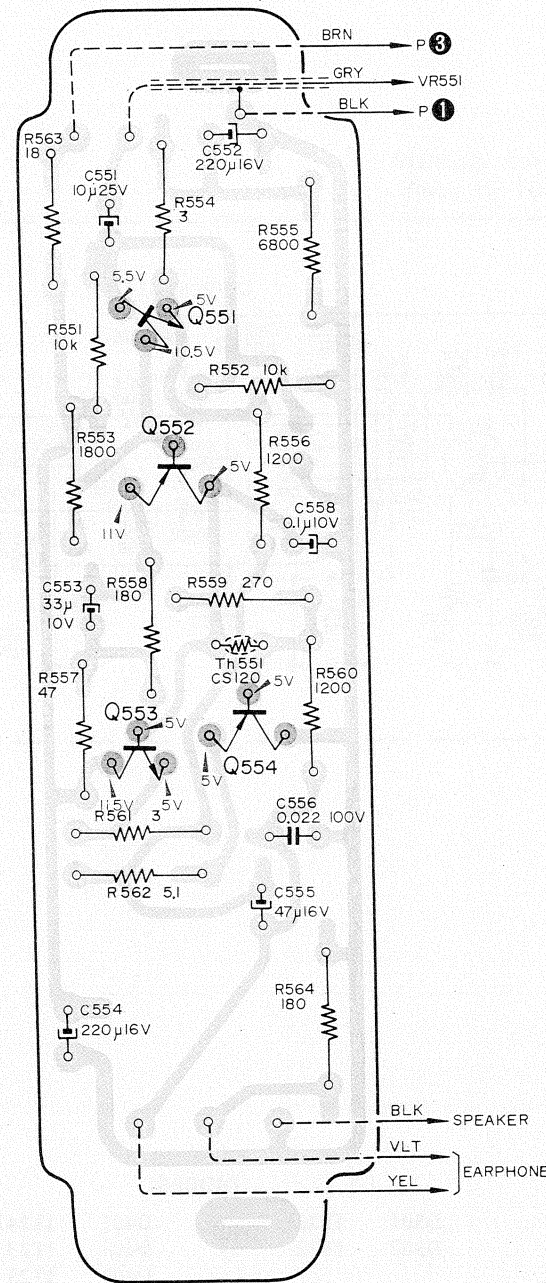 BRN
P 3
GRY
VR551
BLK
P 1
R563
18
C552
220µ16V
C551
10µ25V
R554
3
R555
6800
5.5V
5V
Q551
R551
10k
10.5V
R552 10k
R553
1800
Q552
R556
1200
5V
11V
C558
0.1µ10V
C553
33µ
10V
R558
180
R559 270
Th551
CS120
R557
47
R560
1200
Q553
5V
5V
5V
Q554
11.5V
5V
R561 3
C556
0.022 100V
R562 5.1
C555
47µ16V
R564
180
C554
220µ16V
BLK
SPEAKER
VLT
EARPHONE
YEL